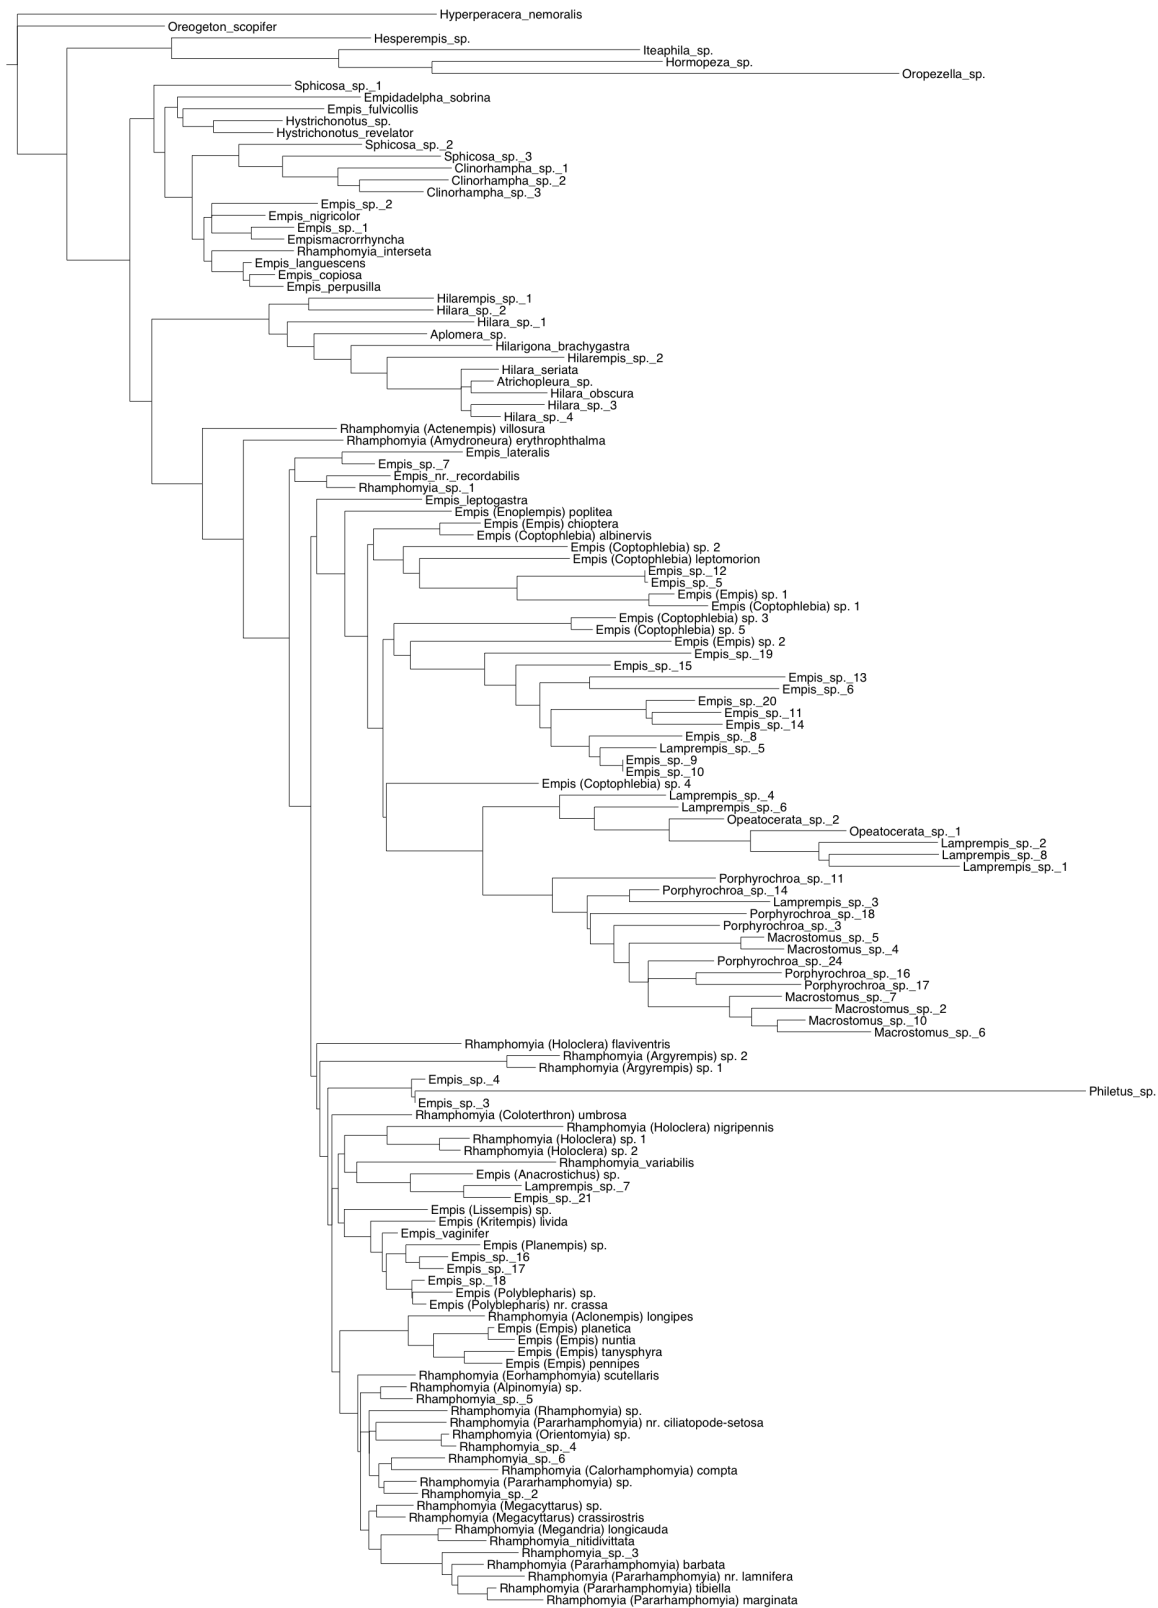 Hyperperacera_nemoralis
Oreogeton_scopifer
Hesperempis_sp.
Iteaphila_sp.
Hormopeza_sp.
Oropezella_sp.
Sphicosa_sp._1
Empidadelpha_sobrina
Empis_fulvicollis
Hystrichonotus_sp.
Hystrichonotus_revelator
Sphicosa_sp._2
Sphicosa_sp._3
Clinorhampha_sp._1
Clinorhampha_sp._2
Clinorhampha_sp._3
Empis_sp._2
Empis_nigricolor
Empis_sp._1
Empismacrorrhyncha
Rhamphomyia_interseta
Empis_languescens
Empis_copiosa
Empis_perpusilla
Hilarempis_sp._1
Hilara_sp._2
Hilara_sp._1
Aplomera_sp.
Hilarigona_brachygastra
Hilarempis_sp._2
Hilara_seriata
Atrichopleura_sp.
Hilara_obscura
Hilara_sp._3
Hilara_sp._4
Rhamphomyia (Actenempis) villosura
Rhamphomyia (Amydroneura) erythrophthalma
Empis_lateralis
Empis_sp._7
Empis_nr._recordabilis
Rhamphomyia_sp._1
Empis_leptogastra
Empis (Enoplempis) poplitea
Empis (Empis) chioptera
Empis (Coptophlebia) albinervis
Empis (Coptophlebia) sp. 2
Empis (Coptophlebia) leptomorion
Empis_sp._12
Empis_sp._5
Empis (Empis) sp. 1
Empis (Coptophlebia) sp. 1
Empis (Coptophlebia) sp. 3
Empis (Coptophlebia) sp. 5
Empis (Empis) sp. 2
Empis_sp._19
Empis_sp._15
Empis_sp._13
Empis_sp._6
Empis_sp._20
Empis_sp._11
Empis_sp._14
Empis_sp._8
Lamprempis_sp._5
Empis_sp._9
Empis_sp._10
Empis (Coptophlebia) sp. 4
Lamprempis_sp._4
Lamprempis_sp._6
Opeatocerata_sp._2
Opeatocerata_sp._1
Lamprempis_sp._2
Lamprempis_sp._8
Lamprempis_sp._1
Porphyrochroa_sp._11
Porphyrochroa_sp._14
Lamprempis_sp._3
Porphyrochroa_sp._18
Porphyrochroa_sp._3
Macrostomus_sp._5
Macrostomus_sp._4
Porphyrochroa_sp._24
Porphyrochroa_sp._16
Porphyrochroa_sp._17
Macrostomus_sp._7
Macrostomus_sp._2
Macrostomus_sp._10
Macrostomus_sp._6
Rhamphomyia (Holoclera) flaviventris
Rhamphomyia (Argyrempis) sp. 2
Rhamphomyia (Argyrempis) sp. 1
Empis_sp._4
Philetus_sp.
Empis_sp._3
Rhamphomyia (Coloterthron) umbrosa
Rhamphomyia (Holoclera) nigripennis
Rhamphomyia (Holoclera) sp. 1
Rhamphomyia (Holoclera) sp. 2
Rhamphomyia_variabilis
Empis (Anacrostichus) sp.
Lamprempis_sp._7
Empis_sp._21
Empis (Lissempis) sp.
Empis (Kritempis) livida
Empis_vaginifer
Empis (Planempis) sp.
Empis_sp._16
Empis_sp._17
Empis_sp._18
Empis (Polyblepharis) sp.
Empis (Polyblepharis) nr. crassa
Rhamphomyia (Aclonempis) longipes
Empis (Empis) planetica
Empis (Empis) nuntia
Empis (Empis) tanysphyra
Empis (Empis) pennipes
Rhamphomyia (Eorhamphomyia) scutellaris
Rhamphomyia (Alpinomyia) sp.
Rhamphomyia_sp._5
Rhamphomyia (Rhamphomyia) sp.
Rhamphomyia (Pararhamphomyia) nr. ciliatopode-setosa
Rhamphomyia (Orientomyia) sp.
Rhamphomyia_sp._4
Rhamphomyia_sp._6
Rhamphomyia (Calorhamphomyia) compta
Rhamphomyia (Pararhamphomyia) sp.
Rhamphomyia_sp._2
Rhamphomyia (Megacyttarus) sp.
Rhamphomyia (Megacyttarus) crassirostris
Rhamphomyia (Megandria) longicauda
Rhamphomyia_nitidivittata
Rhamphomyia_sp._3
Rhamphomyia (Pararhamphomyia) barbata
Rhamphomyia (Pararhamphomyia) nr. lamnifera
Rhamphomyia (Pararhamphomyia) tibiella
Rhamphomyia (Pararhamphomyia) marginata